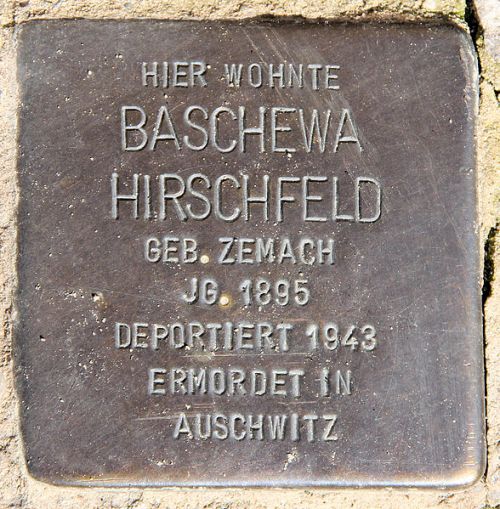 HIER WOHNTE
BASCHEWA
HIRSCHFELD
GEB. ZEMACH
JG. 1895
DEPORTIERT 1943
ERMORDET IN
AUSCHWITZ